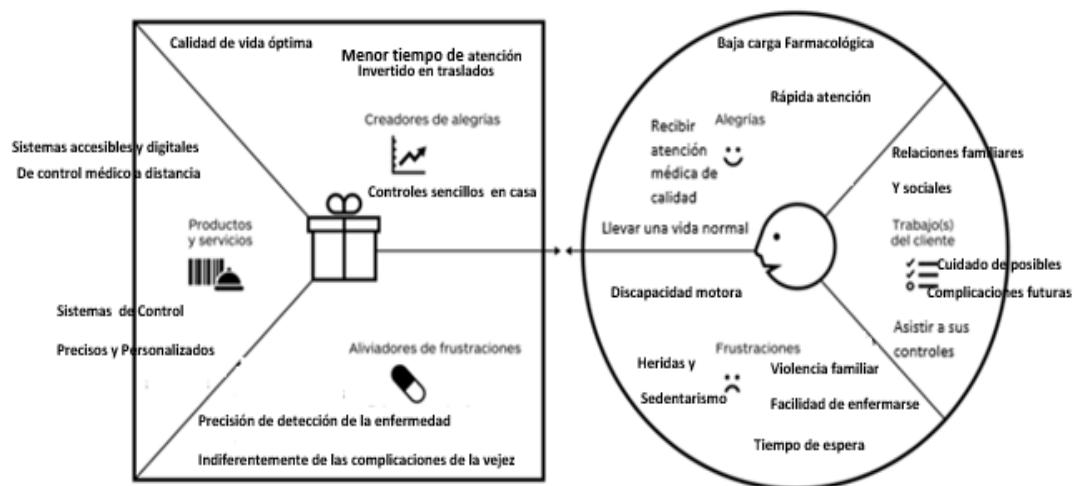 Calidad de vida óptima
Menor tiempo de atención
Invertido en traslados
Creadores de alegrías
Controles sencillos en casa
Sistemas accesibles y digitales
De control médico a distancia
Productos
y servicios
Sistemas de Control
Precisos y Personalizados
Aliviadores de frustraciones
Precisión de detección de la enfermedad
Indiferentemente de las complicaciones de la vejez
Baja carga Farmacológica
Rápida atención
Alegrías
Recibir
atención
médica de
calidad
Llevar una vida normal
Relaciones familiares
Y sociales
Trabajo(s)
del cliente
Cuidado de posibles
Complicaciones futuras
Asistir a sus
controles
Discapacidad motora
Frustraciones
Heridas y
Sedentarismo
Violencia familiar
Facilidad de enfermarse
Tiempo de espera